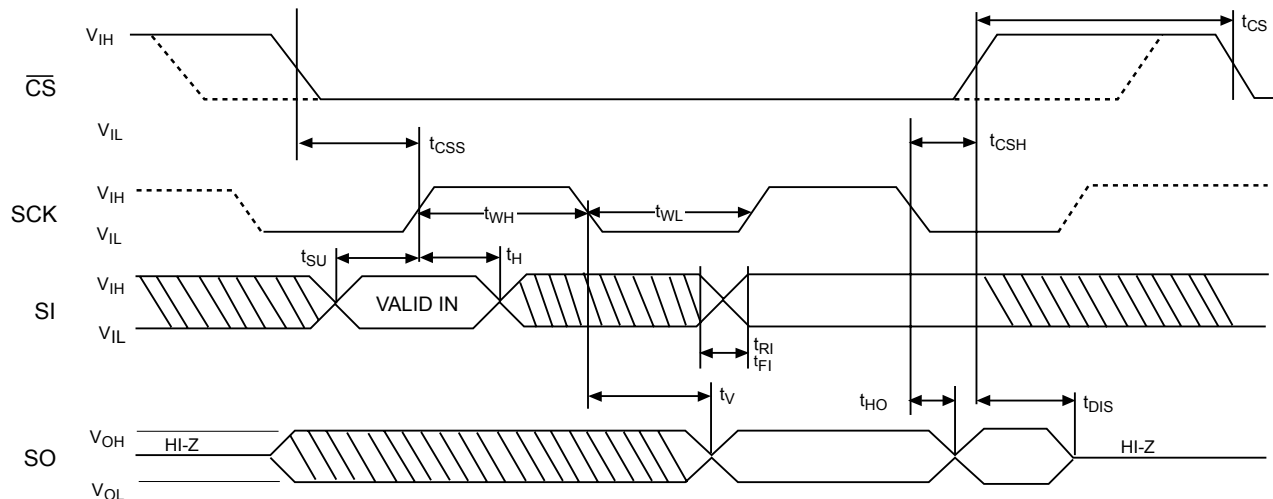 tCS
VIH
CS
VIL
tCSS
tCSH
VIH
SCK
VIL
tWH
tWL
tSU
tH
VIH
SI
VALID IN
VIL
tRI
tFI
tV
tHO
tDIS
VOH
HI-Z
HI-Z
SO
VOL